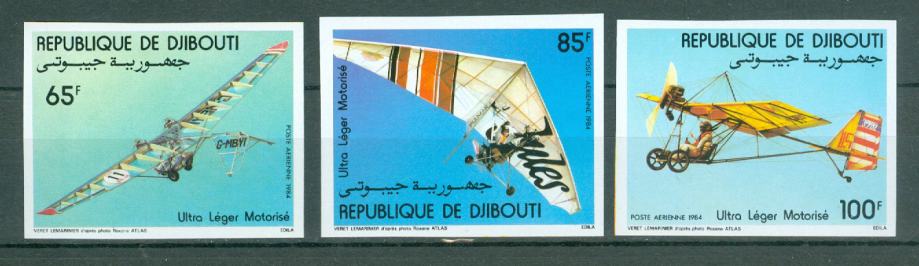 REPUBLIQUE DE DJIBOUTI
جمهورية جيبوتي
65F
G-MBYI
11
POSTE AERIENNE 1984
Ultra Léger Motorisé
VERET LEMARINIER d'après photo Roxane ATLAS EDILA
85F
POSTE AERIENNE 1984
Ultra Léger Motorisé
جمهورية جيبوتي
REPUBLIQUE DE DJIBOUTI
VERET LEMARINIER d'après photo Roxane ATLAS EDILA
REPUBLIQUE DE DJIBOUTI
جمهورية جيبوتي
POSTE AERIENNE 1984 Ultra Léger Motorisé 100F
VERET LEMARINIER d'après photo Roxane ATLAS EDILA